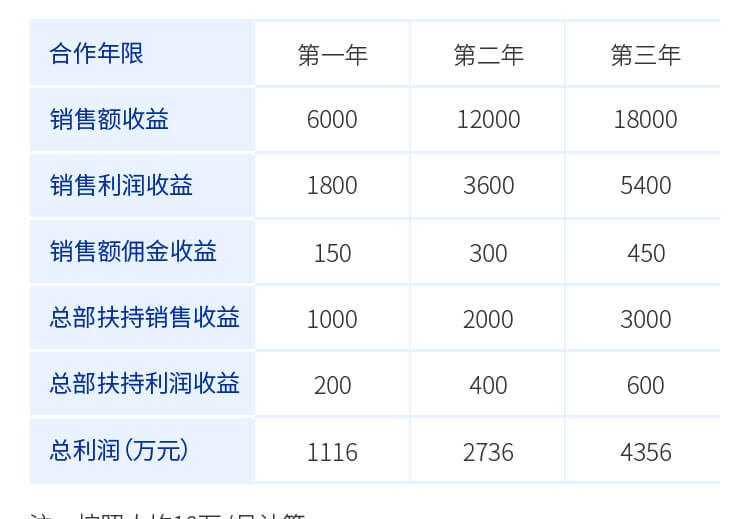 合作年限 第一年 第二年 第三年
销售额收益 6000 12000 18000
销售利润收益 1800 3600 5400
销售额佣金收益 150 300 450
总部扶持销售收益 1000 2000 3000
总部扶持利润收益 200 400 600
总利润(万元) 1116 2736 4356